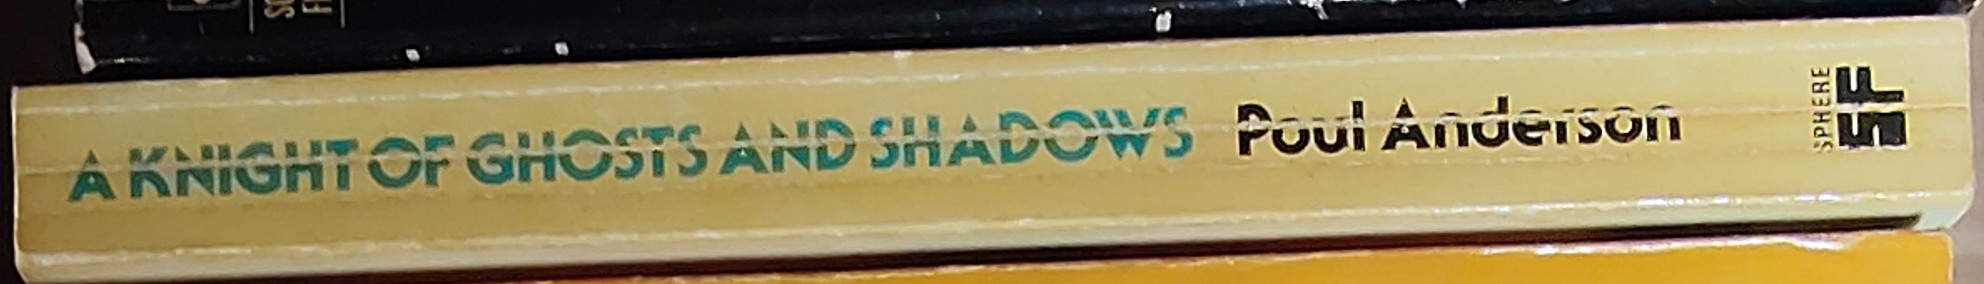 A KNIGHT OF GHOSTS AND SHADOWS Poul Anderson
SPHERE
SF